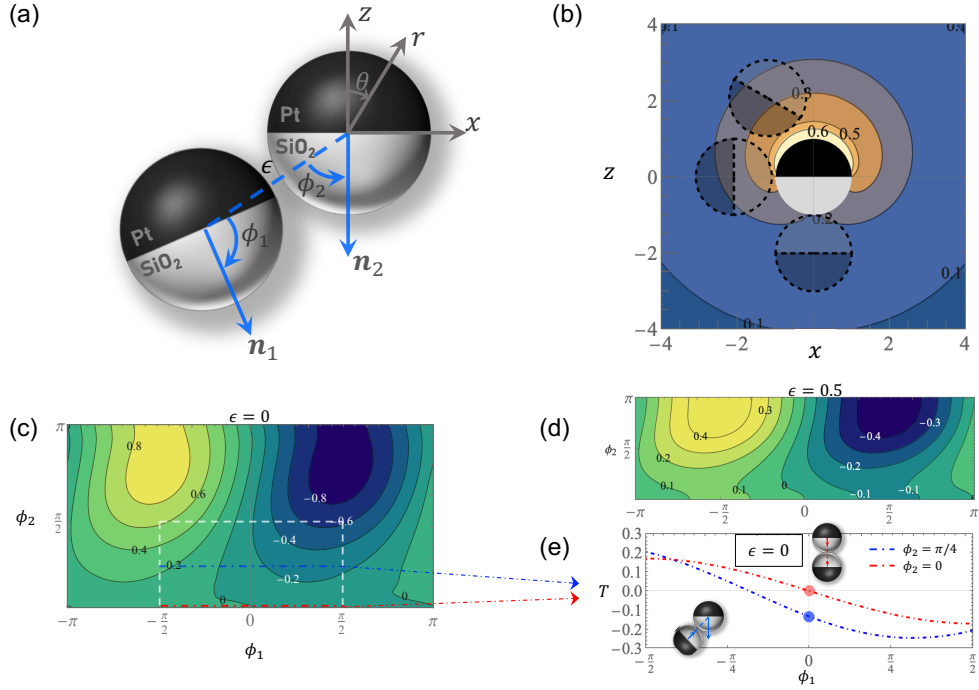 (a)
z
r
θ
x
Pt
SiO₂
ϵ
ϕ₂
n₂
Pt
SiO₂
ϕ₁
n₁
(b)
4
2
0
−2
−4
z
−4
−2
0
2
4
x
0.1
0.3
0.6
0.5
0.1
0.1
(c)
ϵ = 0
π
π/2
ϕ₂
0.8
0.6
0.4
0.2
0
−0.8
−0.6
−0.4
−0.2
0
−π
−π/2
0
π/2
π
ϕ₁
(d)
ϵ = 0.5
π
ϕ₂ π/2
0.4
0.3
0.2
0.1
0
−0.4
−0.3
−0.2
−0.1
−0.1
0
−π
−π/2
0
π/2
π
(e)
ϵ = 0
ϕ₂ = π/4
ϕ₂ = 0
T
0.3
0.2
0.1
0.0
−0.1
−0.2
−0.3
−π/2
−π/4
0
π/4
π/2
ϕ₁